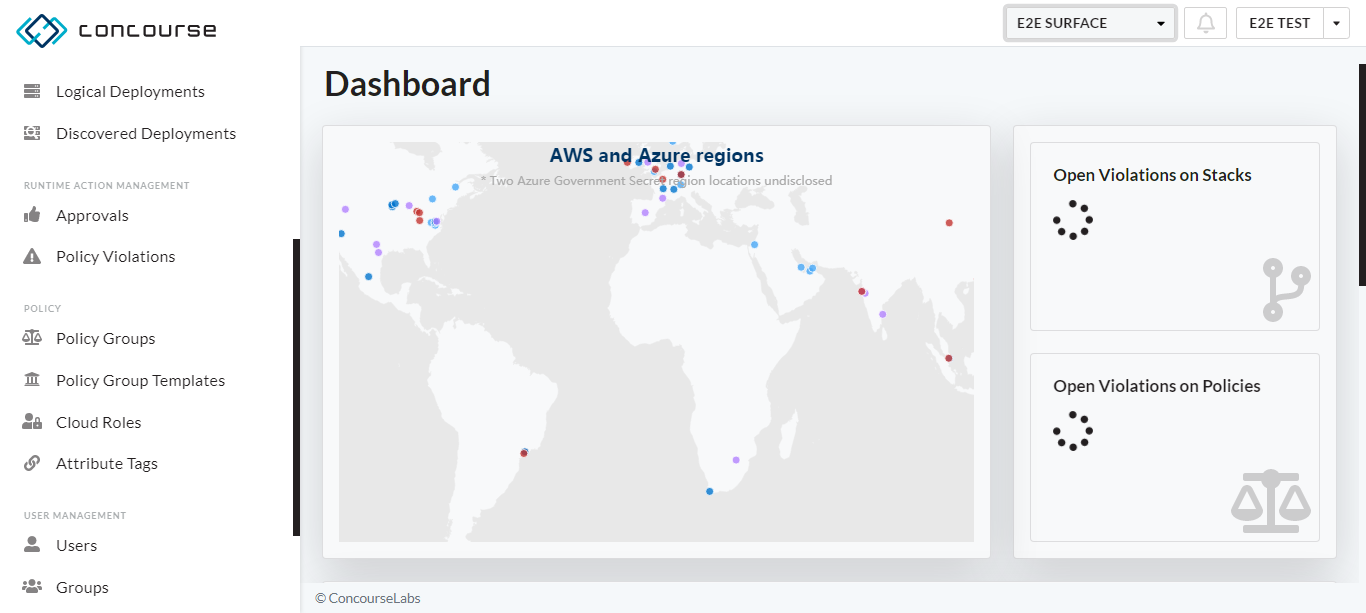 concourse
E2E SURFACE
E2E TEST
Logical Deployments
Discovered Deployments
RUNTIME ACTION MANAGEMENT
Approvals
Policy Violations
POLICY
Policy Groups
Policy Group Templates
Cloud Roles
Attribute Tags
USER MANAGEMENT
Users
Groups
Dashboard
AWS and Azure regions
* Two Azure Government Secret region locations undisclosed
Open Violations on Stacks
Open Violations on Policies
© ConcourseLabs